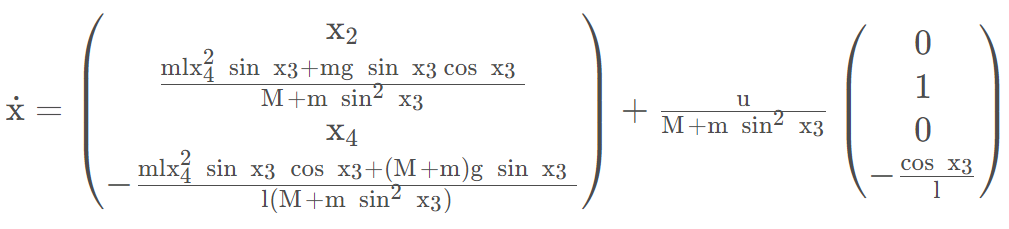 ẋ = ( x₂
mlx₄² sin x₃+mg sin x₃ cos x₃ / M+m sin² x₃
x₄
− mlx₄² sin x₃ cos x₃+(M+m)g sin x₃ / l(M+m sin² x₃) ) + u / M+m sin² x₃ ( 0
1
0
− cos x₃ / l )